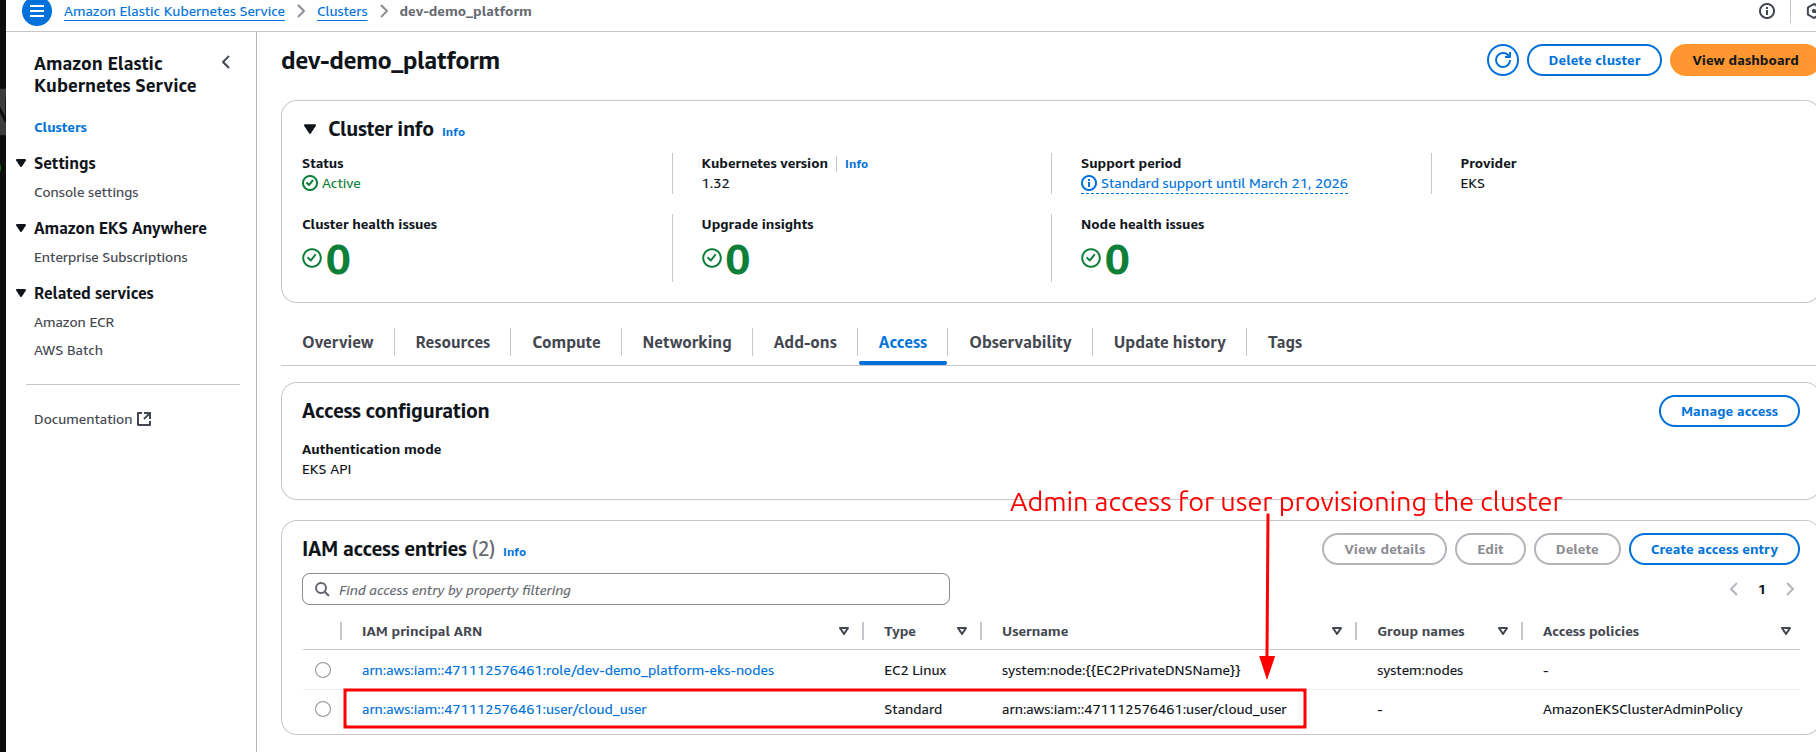 Amazon Elastic Kubernetes Service > Clusters > dev-demo_platform
Amazon Elastic
Kubernetes Service
Clusters
Settings
Console settings
Amazon EKS Anywhere
Enterprise Subscriptions
Related services
Amazon ECR
AWS Batch
Documentation
dev-demo_platform
Delete cluster
View dashboard
Cluster info Info
Status
Active
Kubernetes version Info
1.32
Support period
Standard support until March 21, 2026
Provider
EKS
Cluster health issues
0
Upgrade insights
0
Node health issues
0
Overview Resources Compute Networking Add-ons Access Observability Update history Tags
Access configuration
Manage access
Authentication mode
EKS API
Admin access for user provisioning the cluster
IAM access entries (2) Info
View details Edit Delete Create access entry
Find access entry by property filtering
< 1 >
IAM principal ARN Type Username Group names Access policies
arn:aws:iam::471112576461:role/dev-demo_platform-eks-nodes EC2 Linux system:node:{{EC2PrivateDNSName}} system:nodes -
arn:aws:iam::471112576461:user/cloud_user Standard arn:aws:iam::471112576461:user/cloud_user - AmazonEKSClusterAdminPolicy